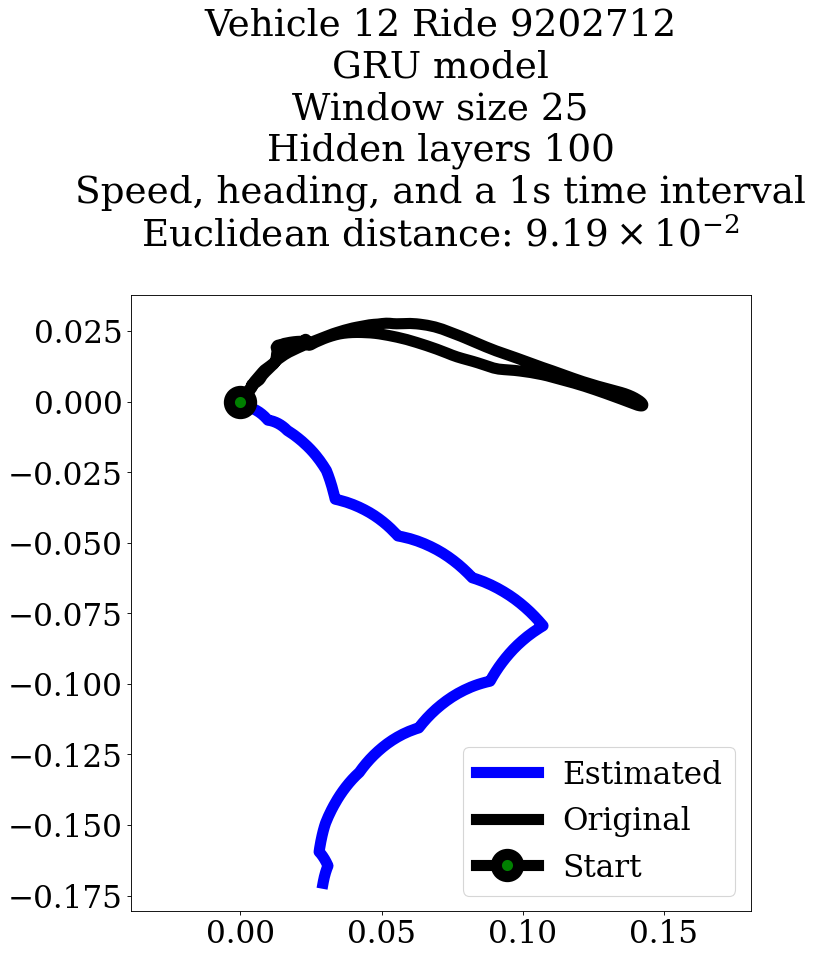 Vehicle 12 Ride 9202712
GRU model
Window size 25
Hidden layers 100
Speed, heading, and a 1s time interval
Euclidean distance: 9.19 × 10⁻²
0.025
0.000
−0.025
−0.050
−0.075
−0.100
−0.125
−0.150
−0.175
Estimated
Original
Start
0.00 0.05 0.10 0.15